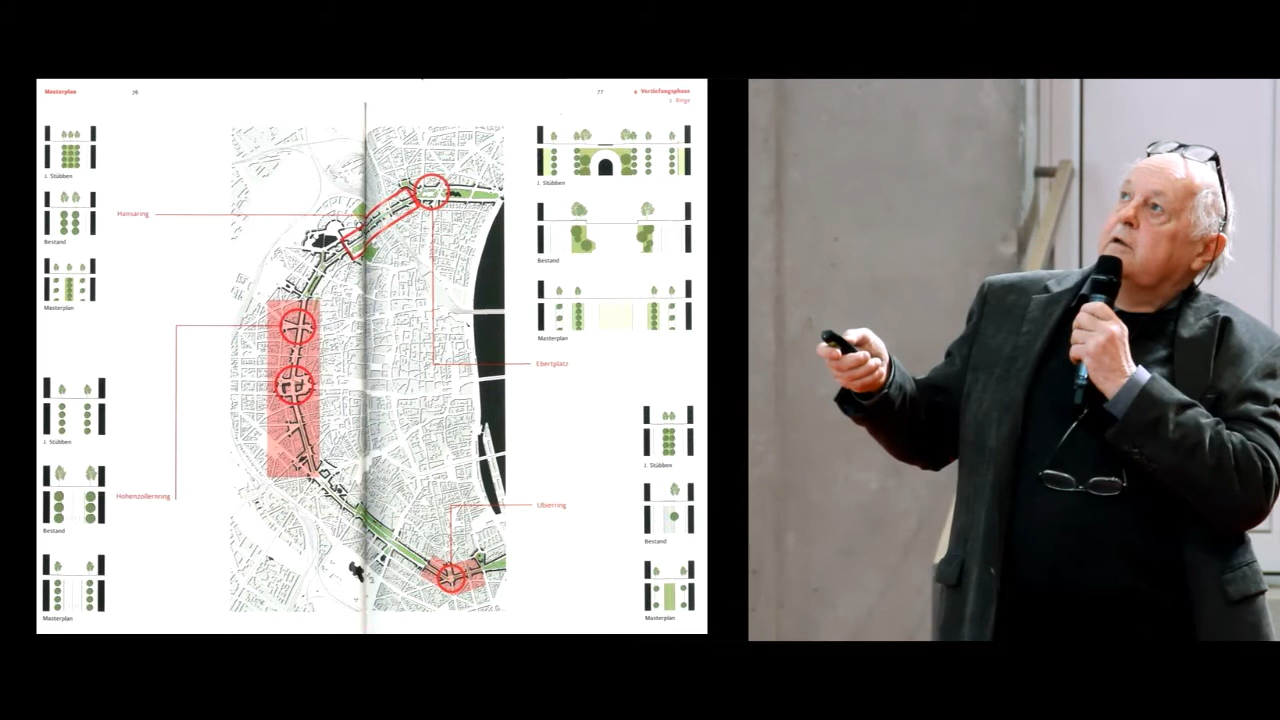 Masterplan
76
77
Vertiefungsphase
2 Ringe
J. Stübben
Bestand
Masterplan
Hansaring
J. Stübben
Bestand
Masterplan
Hohenzollernring
J. Stübben
Bestand
Masterplan
Ebertplatz
J. Stübben
Bestand
Masterplan
Ubierring